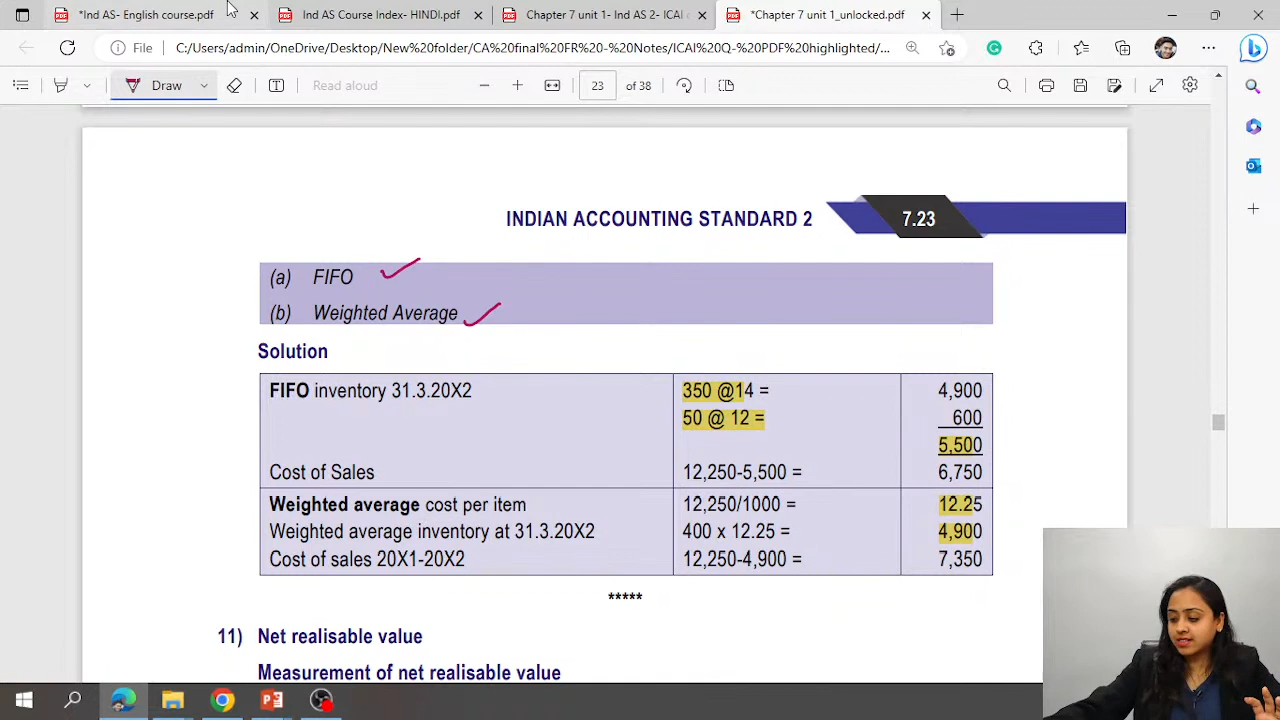 *Ind AS- English course.pdf
Ind AS Course Index- HINDI.pdf
Chapter 7 unit 1- Ind AS 2- ICAI c
*Chapter 7 unit 1_unlocked.pdf
File
C:/Users/admin/OneDrive/Desktop/New%20folder/CA%20final%20FR%20-%20Notes/ICAI%20Q-%20PDF%20highlighted/...
Draw
Read aloud
23
of 38
INDIAN ACCOUNTING STANDARD 2
7.23
(a) FIFO
(b) Weighted Average
Solution
FIFO inventory 31.3.20X2 350 @14 = 4,900
50 @ 12 = 600
5,500
Cost of Sales 12,250-5,500 = 6,750
Weighted average cost per item 12,250/1000 = 12.25
Weighted average inventory at 31.3.20X2 400 x 12.25 = 4,900
Cost of sales 20X1-20X2 12,250-4,900 = 7,350
*****
11) Net realisable value
Measurement of net realisable value